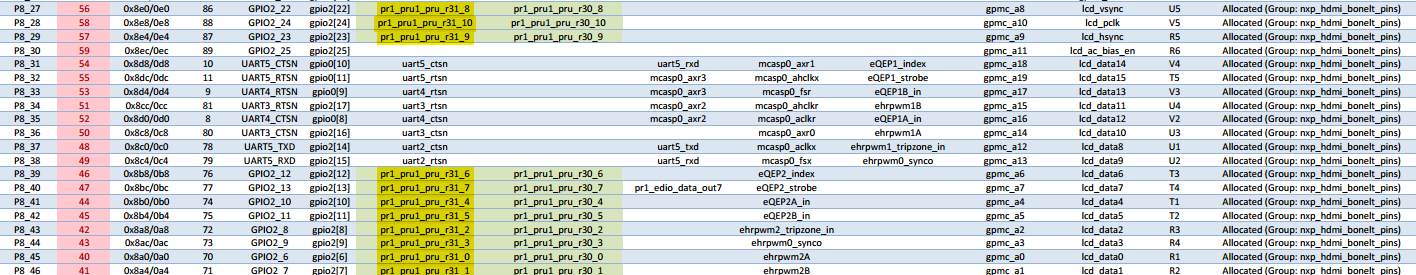 P8_27 56 0x8e0/0e0 86 GPIO2_22 gpio2[22] pr1_pru1_pru_r31_8 pr1_pru1_pru_r30_8 gpmc_a8 lcd_vsync U5 Allocated (Group: nxp_hdmi_bonelt_pins)
P8_28 58 0x8e8/0e8 88 GPIO2_24 gpio2[24] pr1_pru1_pru_r31_10 pr1_pru1_pru_r30_10 gpmc_a10 lcd_pclk V5 Allocated (Group: nxp_hdmi_bonelt_pins)
P8_29 57 0x8e4/0e4 87 GPIO2_23 gpio2[23] pr1_pru1_pru_r31_9 pr1_pru1_pru_r30_9 gpmc_a9 lcd_hsync R5 Allocated (Group: nxp_hdmi_bonelt_pins)
P8_30 59 0x8ec/0ec 89 GPIO2_25 gpio2[25] gpmc_a11 lcd_ac_bias_en R6 Allocated (Group: nxp_hdmi_bonelt_pins)
P8_31 54 0x8d8/0d8 10 UART5_CTSN gpio0[10] uart5_ctsn uart5_rxd mcasp0_axr1 eQEP1_index gpmc_a18 lcd_data14 V4 Allocated (Group: nxp_hdmi_bonelt_pins)
P8_32 55 0x8dc/0dc 11 UART5_RTSN gpio0[11] uart5_rtsn mcasp0_axr3 mcasp0_ahclkx eQEP1_strobe gpmc_a19 lcd_data15 T5 Allocated (Group: nxp_hdmi_bonelt_pins)
P8_33 53 0x8d4/0d4 9 UART4_RTSN gpio0[9] uart4_rtsn mcasp0_axr3 mcasp0_fsr eQEP1B_in gpmc_a17 lcd_data13 V3 Allocated (Group: nxp_hdmi_bonelt_pins)
P8_34 51 0x8cc/0cc 81 UART3_RTSN gpio2[17] uart3_rtsn mcasp0_axr2 mcasp0_ahclkr ehrpwm1B gpmc_a15 lcd_data11 U4 Allocated (Group: nxp_hdmi_bonelt_pins)
P8_35 52 0x8d0/0d0 8 UART4_CTSN gpio0[8] uart4_ctsn mcasp0_axr2 mcasp0_aclkr eQEP1A_in gpmc_a16 lcd_data12 V2 Allocated (Group: nxp_hdmi_bonelt_pins)
P8_36 50 0x8c8/0c8 80 UART3_CTSN gpio2[16] uart3_ctsn mcasp0_axr0 ehrpwm1A gpmc_a14 lcd_data10 U3 Allocated (Group: nxp_hdmi_bonelt_pins)
P8_37 48 0x8c0/0c0 78 UART5_TXD gpio2[14] uart2_ctsn uart5_txd mcasp0_aclkx ehrpwm1_tripzone_in gpmc_a12 lcd_data8 U1 Allocated (Group: nxp_hdmi_bonelt_pins)
P8_38 49 0x8c4/0c4 79 UART5_RXD gpio2[15] uart2_rtsn uart5_rxd mcasp0_fsx ehrpwm0_synco gpmc_a13 lcd_data9 U2 Allocated (Group: nxp_hdmi_bonelt_pins)
P8_39 46 0x8b8/0b8 76 GPIO2_12 gpio2[12] pr1_pru1_pru_r31_6 pr1_pru1_pru_r30_6 eQEP2_index gpmc_a6 lcd_data6 T3 Allocated (Group: nxp_hdmi_bonelt_pins)
P8_40 47 0x8bc/0bc 77 GPIO2_13 gpio2[13] pr1_pru1_pru_r31_7 pr1_pru1_pru_r30_7 pr1_edio_data_out7 eQEP2_strobe gpmc_a7 lcd_data7 T4 Allocated (Group: nxp_hdmi_bonelt_pins)
P8_41 44 0x8b0/0b0 74 GPIO2_10 gpio2[10] pr1_pru1_pru_r31_4 pr1_pru1_pru_r30_4 eQEP2A_in gpmc_a4 lcd_data4 T1 Allocated (Group: nxp_hdmi_bonelt_pins)
P8_42 45 0x8b4/0b4 75 GPIO2_11 gpio2[11] pr1_pru1_pru_r31_5 pr1_pru1_pru_r30_5 eQEP2B_in gpmc_a5 lcd_data5 T2 Allocated (Group: nxp_hdmi_bonelt_pins)
P8_43 42 0x8a8/0a8 72 GPIO2_8 gpio2[8] pr1_pru1_pru_r31_2 pr1_pru1_pru_r30_2 ehrpwm2_tripzone_in gpmc_a2 lcd_data2 R3 Allocated (Group: nxp_hdmi_bonelt_pins)
P8_44 43 0x8ac/0ac 73 GPIO2_9 gpio2[9] pr1_pru1_pru_r31_3 pr1_pru1_pru_r30_3 ehrpwm0_synco gpmc_a3 lcd_data3 R4 Allocated (Group: nxp_hdmi_bonelt_pins)
P8_45 40 0x8a0/0a0 70 GPIO2_6 gpio2[6] pr1_pru1_pru_r31_0 pr1_pru1_pru_r30_0 ehrpwm2A gpmc_a0 lcd_data0 R1 Allocated (Group: nxp_hdmi_bonelt_pins)
P8_46 41 0x8a4/0a4 71 GPIO2_7 gpio2[7] pr1_pru1_pru_r31_1 pr1_pru1_pru_r30_1 ehrpwm2B gpmc_a1 lcd_data1 R2 Allocated (Group: nxp_hdmi_bonelt_pins)